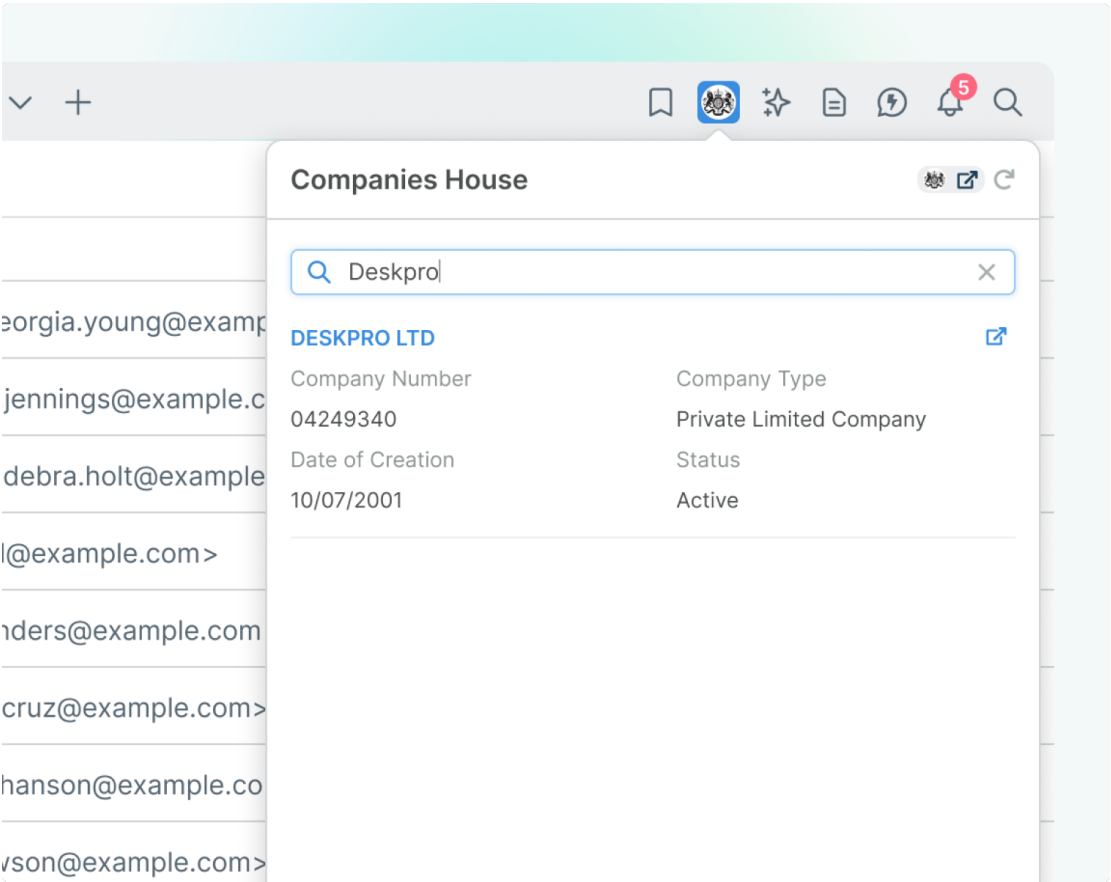 5
Companies House
Deskpro
DESKPRO LTD
Company Number Company Type
04249340 Private Limited Company
Date of Creation Status
10/07/2001 Active
eorgia.young@examp
jennings@example.c
debra.holt@example
@example.com>
nders@example.com
cruz@example.com>
hanson@example.co
wson@example.com>